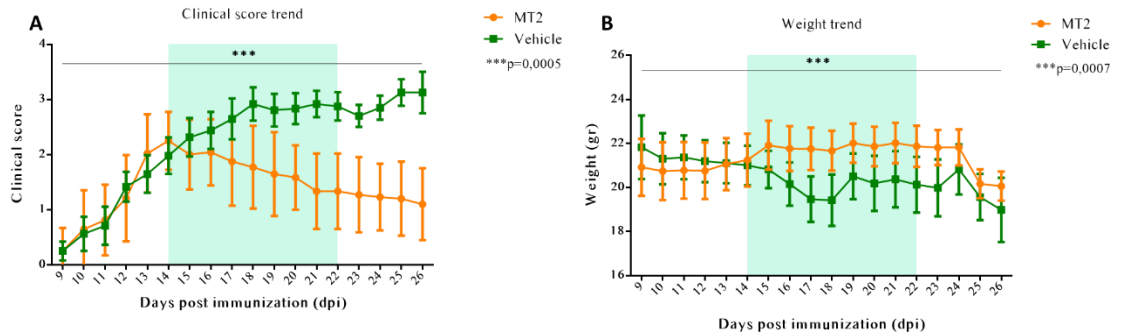 A
Clinical score trend
MT2
Vehicle
***p=0,0005
***
Clinical score
4
3
2
1
0
9 10 11 12 13 14 15 16 17 18 19 20 21 22 23 24 25 26
Days post immunization (dpi)
B
Weight trend
MT2
Vehicle
***p=0,0007
***
Weight (gr)
26
24
22
20
18
16
9 10 11 12 13 14 15 16 17 18 19 20 21 22 23 24 25 26
Days post immunization (dpi)